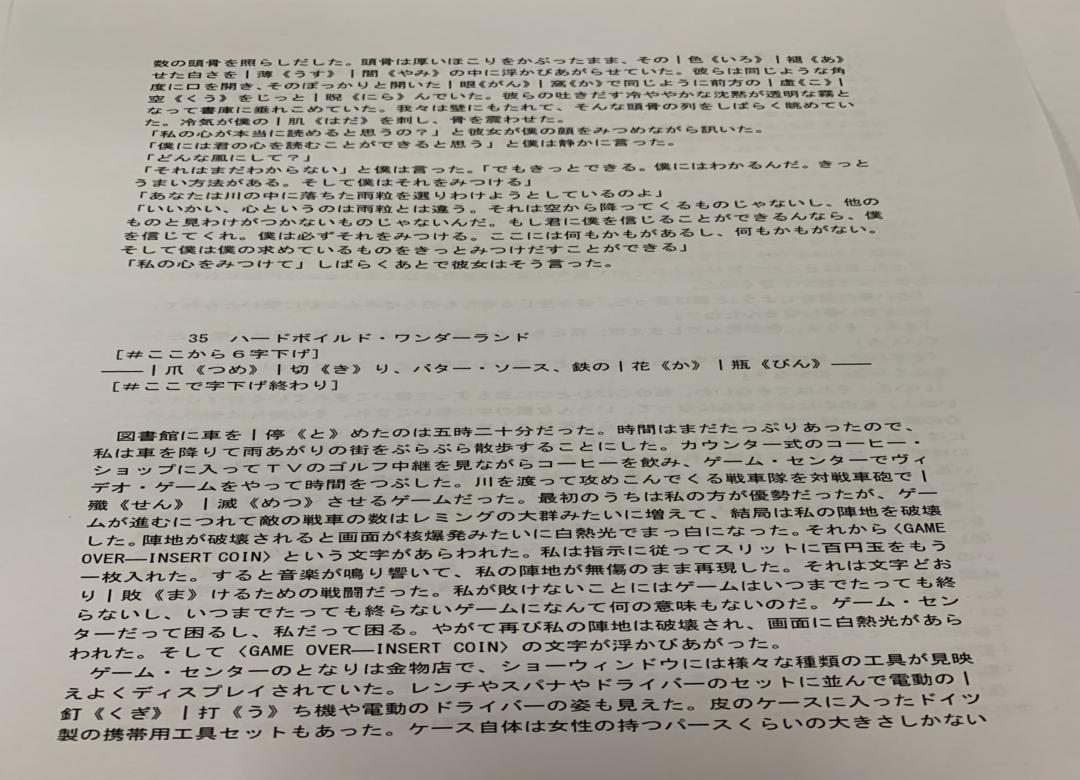 数の頭骨を照らしだした。頭骨は厚いほこりをかぶったまま、その|色《いろ》|褪《あ》
せた白さを|薄《うす》|闇《やみ》の中に浮かびあがらせていた。彼らは同じような角
度に口を開き、そのぽっかりと開いた|眼《がん》|窩《か》で同じように前方の|虚《こ》|
空《くう》をじっと|睨《にら》んでいた。彼らの吐きだす冷ややかな沈黙が透明な霧と
なって書庫に垂れこめていた。我々は壁にもたれて、そんな頭骨の列をしばらく眺めてい
た。冷気が僕の|肌《はだ》を刺し、骨を震わせた。
「私の心が本当に読めると思うの?」と彼女が僕の顔をみつめながら訊いた。
「僕には君の心を読むことができると思う」と僕は静かに言った。
「どんな風にして?」
「それはまだわからない」と僕は言った。「でもきっとできる。僕にはわかるんだ。きっと
うまい方法がある。そして僕はそれをみつける」
「あなたは川の中に落ちた雨粒を選りわけようとしているのよ」
「いいかい、心というのは雨粒とは違う。それは空から降ってくるものじゃないし、他の
ものと見わけがつかないものじゃないんだ。もし君に僕を信じることができるんなら、僕
を信じてくれ。僕は必ずそれをみつける。ここには何もかもがあるし、何もかもがない。
そして僕は僕の求めているものをきっとみつけだすことができる」
「私の心をみつけて」しばらくあとで彼女はそう言った。
35 ハードボイルド・ワンダーランド
[#ここから6字下げ]
――|爪《つめ》|切《き》り、バター・ソース、鉄の|花《か》|瓶《びん》――
[#ここで字下げ終わり]
図書館に車を|停《と》めたのは五時二十分だった。時間はまだたっぷりあったので、
私は車を降りて雨あがりの街をぶらぶら散歩することにした。カウンター式のコーヒー・
ショップに入ってTVのゴルフ中継を見ながらコーヒーを飲み、ゲーム・センターでヴィ
デオ・ゲームをやって時間をつぶした。川を渡って攻めこんでくる戦車隊を対戦車砲で|
殲《せん》|滅《めつ》させるゲームだった。最初のうちは私の方が優勢だったが、ゲー
ムが進むにつれて敵の戦車の数はレミングの大群みたいに増えて、結局は私の陣地を破壊
した。陣地が破壊されると画面が核爆発みたいに白熱光でまっ白になった。それから〈GAME
OVER―INSERT COIN〉という文字があらわれた。私は指示に従ってスリットに百円玉をもう
一枚入れた。すると音楽が鳴り響いて、私の陣地が無傷のまま再現した。それは文字どお
り|敗《ま》けるための戦闘だった。私が敗けないことにはゲームはいつまでたっても終
らないし、いつまでたっても終らないゲームになんて何の意味もないのだ。ゲーム・セン
ターだって困るし、私だって困る。やがて再び私の陣地は破壊され、画面に白熱光があら
われた。そして〈GAME OVER―INSERT COIN〉の文字が浮かびあがった。
ゲーム・センターのとなりは金物店で、ショーウィンドウには様々な種類の工具が見映
えよくディスプレイされていた。レンチやスパナやドライバーのセットに並んで電動の|
釘《くぎ》|打《う》ち機や電動のドライバーの姿も見えた。皮のケースに入ったドイツ
製の携帯用工具セットもあった。ケース自体は女性の持つパースくらいの大きさしかない